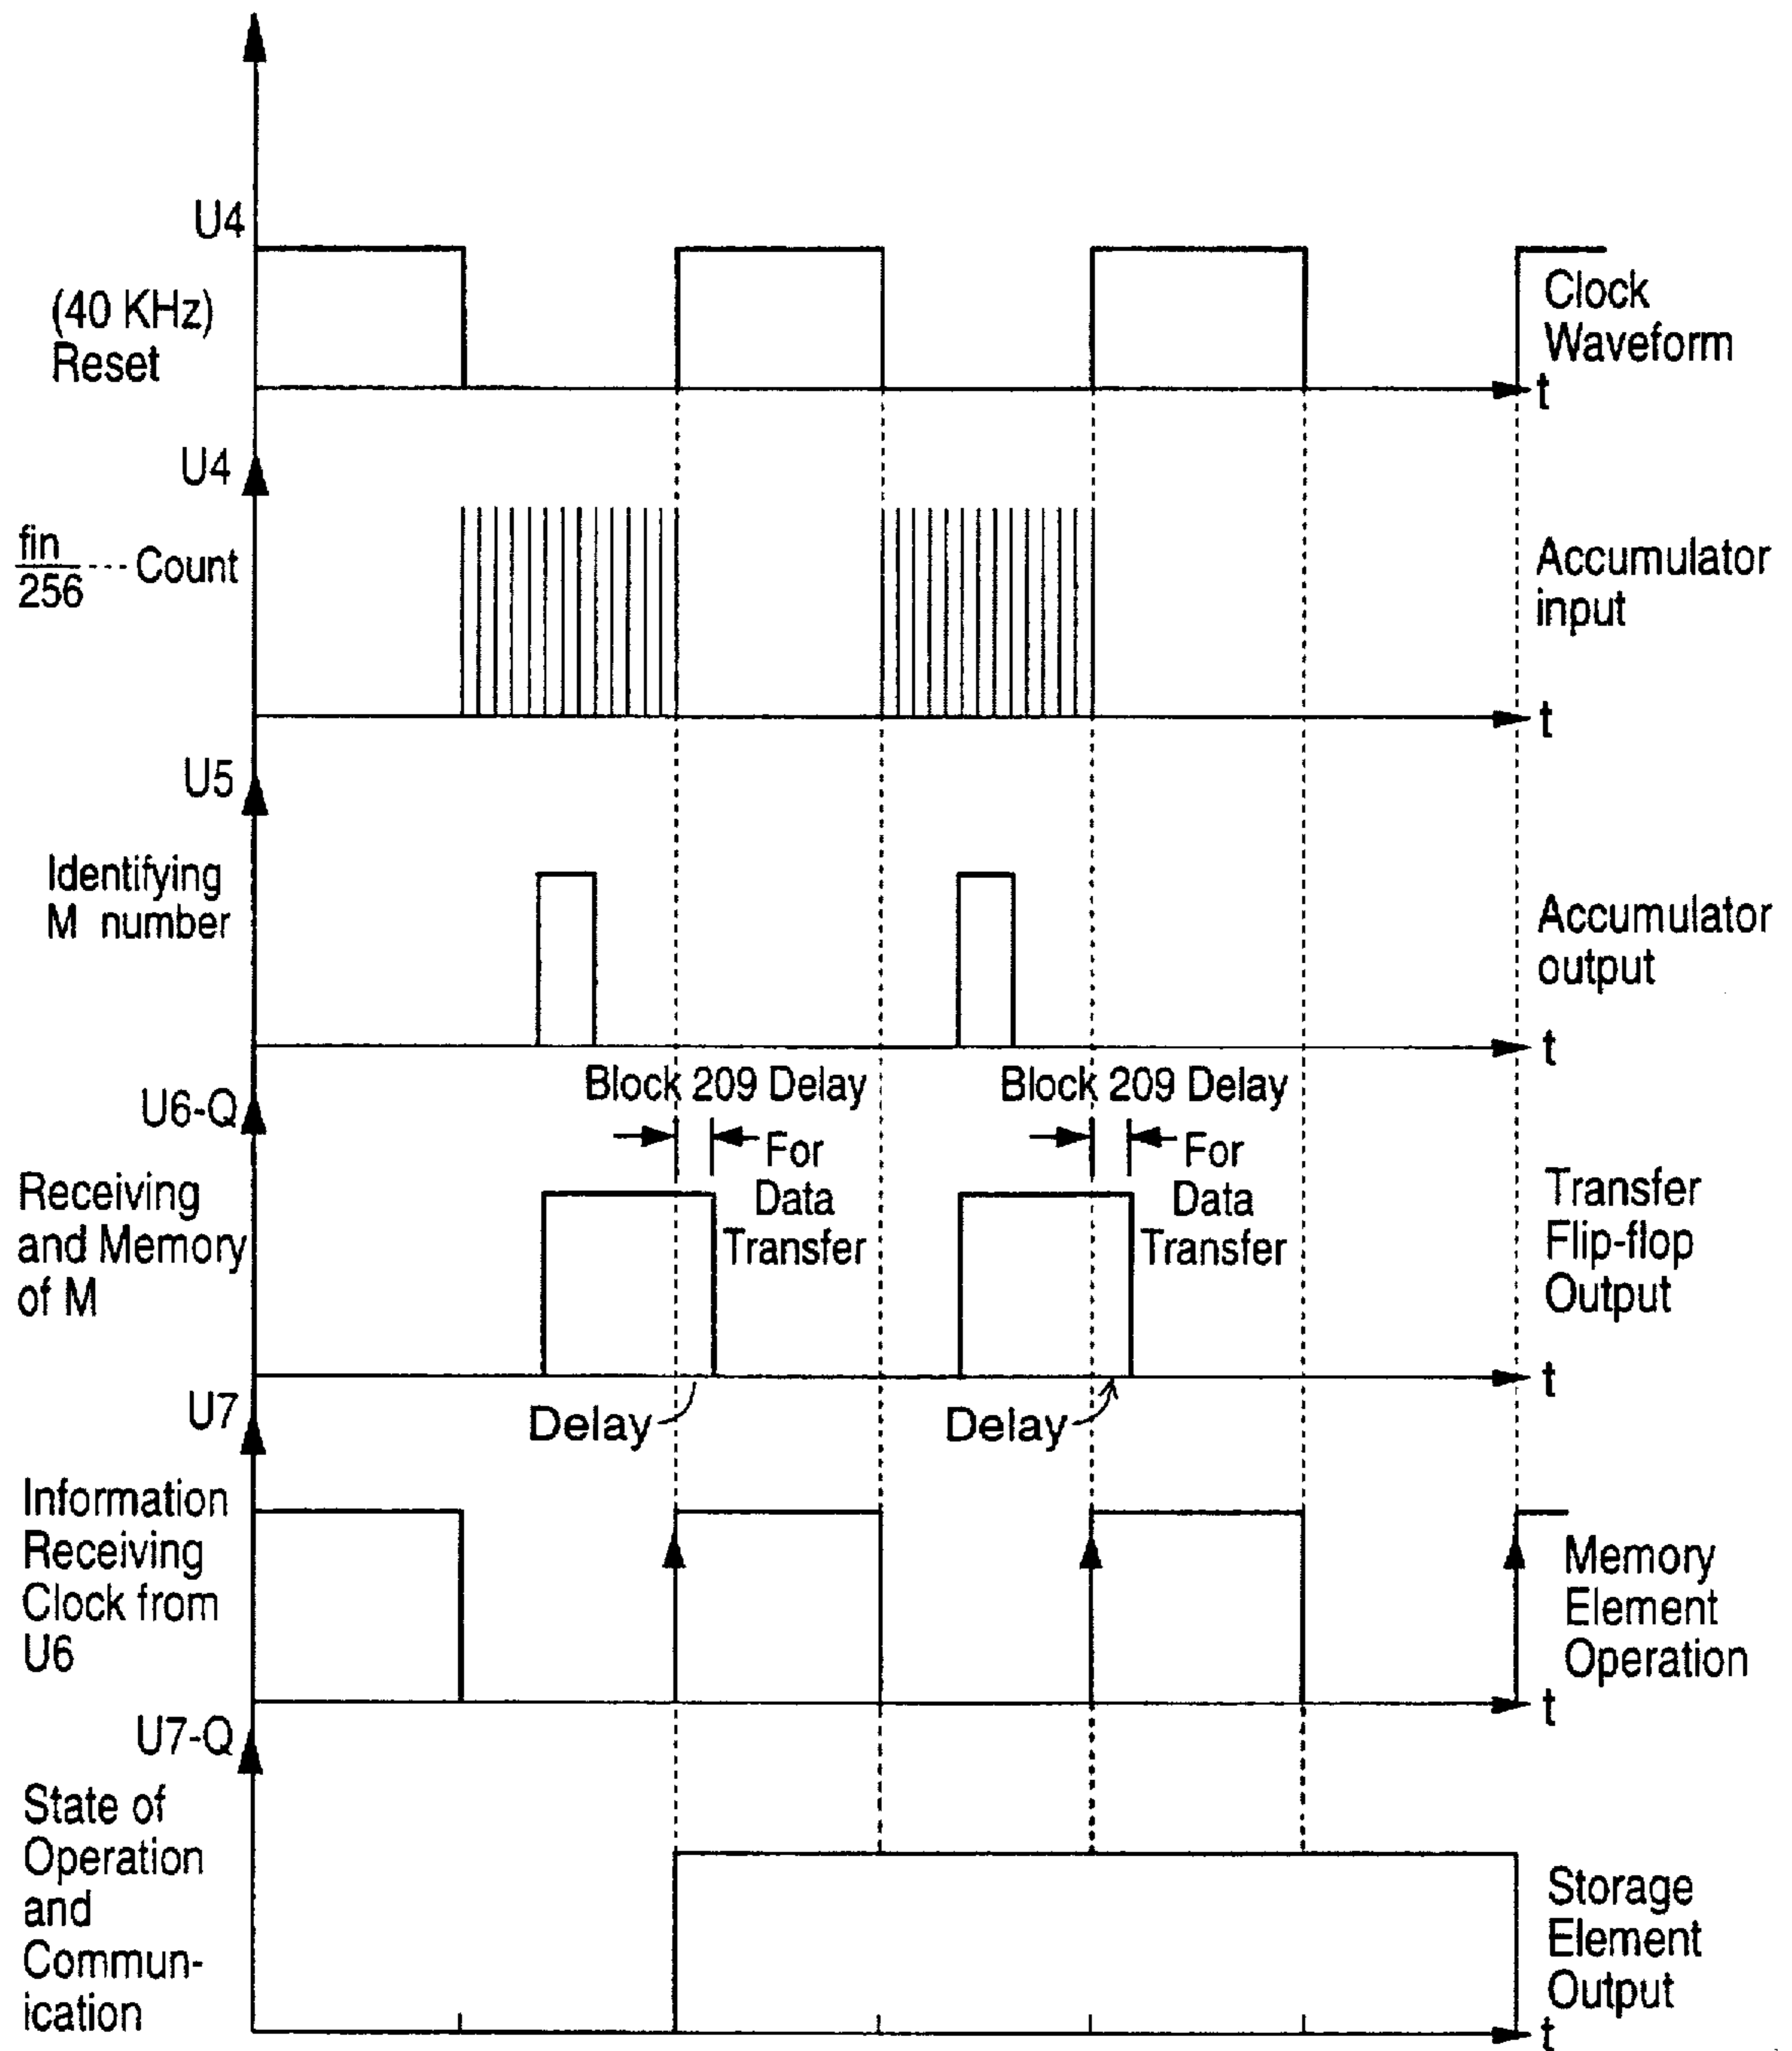 U4
(40 KHz)
Reset
Clock
Waveform
t
U4
fin
256
--- Count
Accumulator
input
t
U5
Identifying
M number
Accumulator
output
t
Block 209 Delay
Block 209 Delay
U6-Q
For
Data
Transfer
For
Data
Transfer
Receiving
and Memory
of M
Transfer
Flip-flop
Output
t
Delay
Delay
U7
Information
Receiving
Clock from
U6
Memory
Element
Operation
t
U7-Q
State of
Operation
and
Commun-
ication
Storage
Element
Output
t